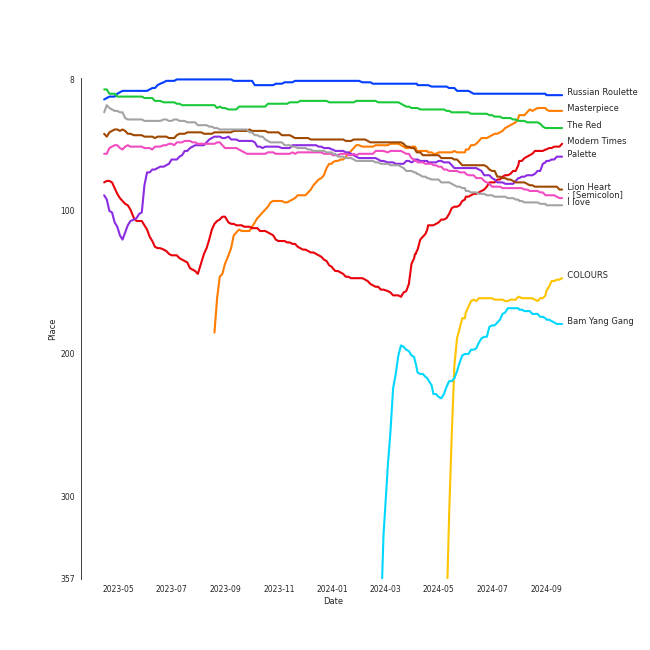 8
100
200
300
357
Place
2023-05
2023-07
2023-09
2023-11
2024-01
2024-03
2024-05
2024-07
2024-09
Date
Russian Roulette
Masterpiece
The Red
Modern Times
Palette
Lion Heart
; [Semicolon]
I love
COLOURS
Bam Yang Gang